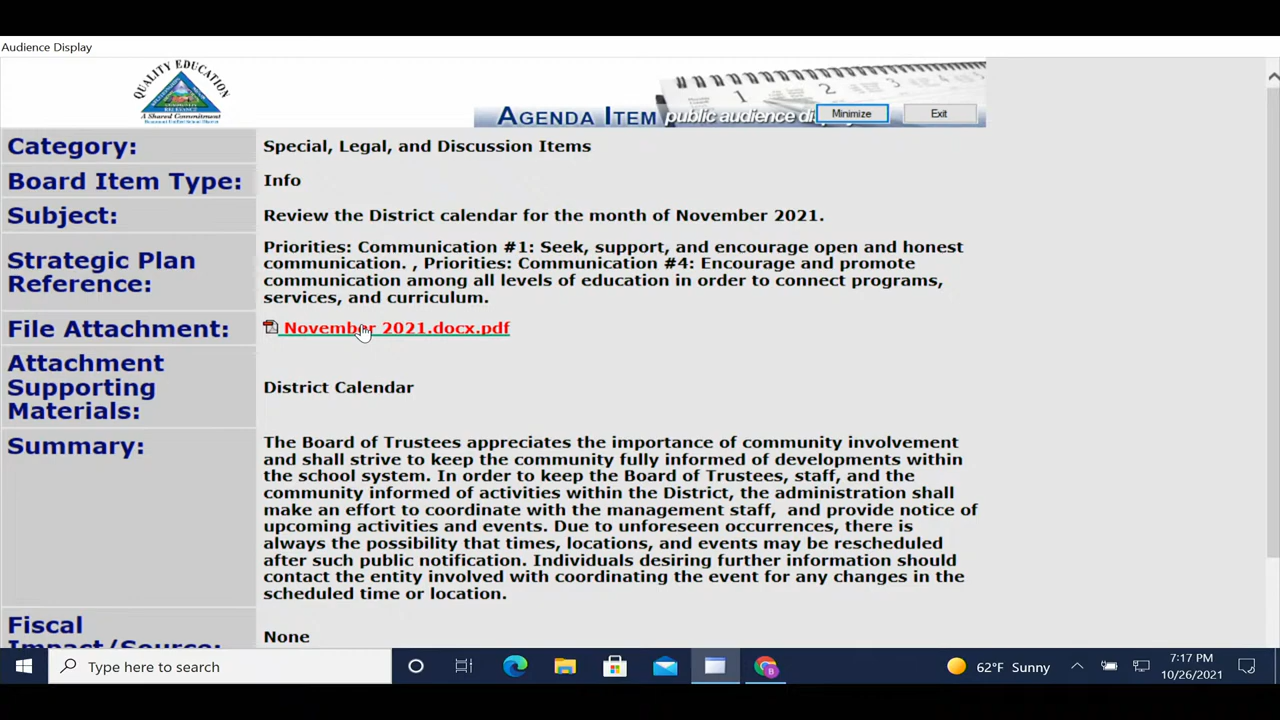 Audience Display
QUALITY EDUCATION
A Shared Commitment
AGENDA ITEM public audience
1 2 3 4 5
Minimize
Exit
Category:
Special, Legal, and Discussion Items
Board Item Type:
Info
Subject:
Review the District calendar for the month of November 2021.
Strategic Plan
Reference:
Priorities: Communication #1: Seek, support, and encourage open and honest
communication. , Priorities: Communication #4: Encourage and promote
communication among all levels of education in order to connect programs,
services, and curriculum.
File Attachment:
November 2021.docx.pdf
Attachment
Supporting
Materials:
District Calendar
Summary:
The Board of Trustees appreciates the importance of community involvement
and shall strive to keep the community fully informed of developments within
the school system. In order to keep the Board of Trustees, staff, and the
community informed of activities within the District, the administration shall
make an effort to coordinate with the management staff,  and provide notice of
upcoming activities and events. Due to unforeseen occurrences, there is
always the possibility that times, locations, and events may be rescheduled
after such public notification. Individuals desiring further information should
contact the entity involved with coordinating the event for any changes in the
scheduled time or location.
Fiscal
Impact/Source:
None
Type here to search
62°F Sunny
7:17 PM
10/26/2021